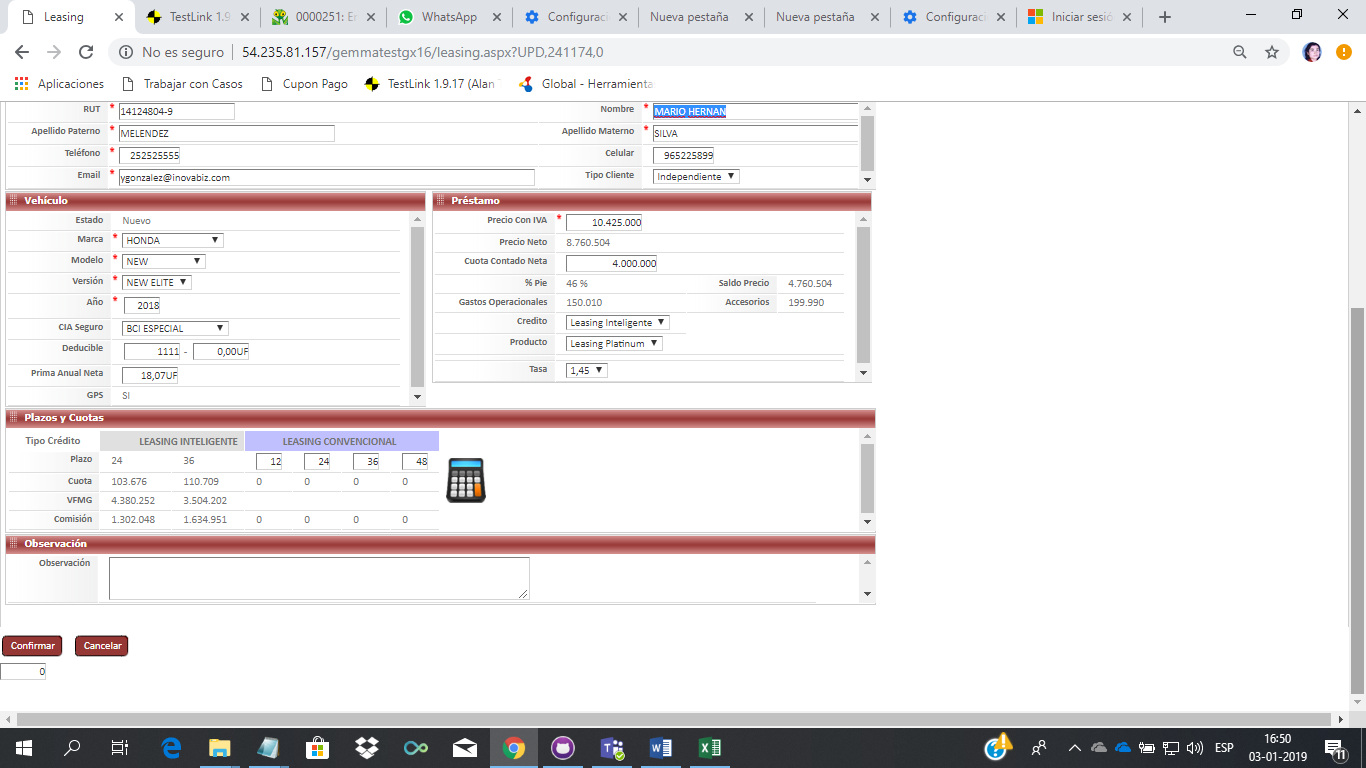 Leasing
TestLink 1.9
0000251: Er
WhatsApp
Configuraci
Nueva pestaña
Nueva pestaña
Configuraci
Iniciar sesió
No es seguro | 54.235.81.157/gemmatestgx16/leasing.aspx?UPD,241174,0
Aplicaciones Trabajar con Casos Cupon Pago TestLink 1.9.17 (Alan Global - Herramienta
RUT * 14124804-9 Nombre * MARIO HERNAN
Apellido Paterno * MELENDEZ Apellido Materno * SILVA
Teléfono * 252525555 Celular 965225899
Email * ygonzalez@inovabiz.com Tipo Cliente Independiente
Vehículo
Estado Nuevo
Marca * HONDA
Modelo * NEW
Versión * NEW ELITE
Año * 2018
CIA Seguro BCI ESPECIAL
Deducible 1111 - 0,00UF
Prima Anual Neta 18,07UF
GPS SI
Préstamo
Precio Con IVA * 10.425.000
Precio Neto 8.760.504
Cuota Contado Neta 4.000.000
% Pie 46 % Saldo Precio 4.760.504
Gastos Operacionales 150.010 Accesorios 199.990
Credito Leasing Inteligente
Producto Leasing Platinum
Tasa 1,45
Plazos y Cuotas
Tipo Crédito LEASING INTELIGENTE LEASING CONVENCIONAL
Plazo 24 36 12 24 36 48
Cuota 103.676 110.709 0 0 0 0
VFMG 4.380.252 3.504.202
Comisión 1.302.048 1.634.951 0 0 0 0
Observación
Observación
Confirmar Cancelar
0
ESP
16:50
03-01-2019
11